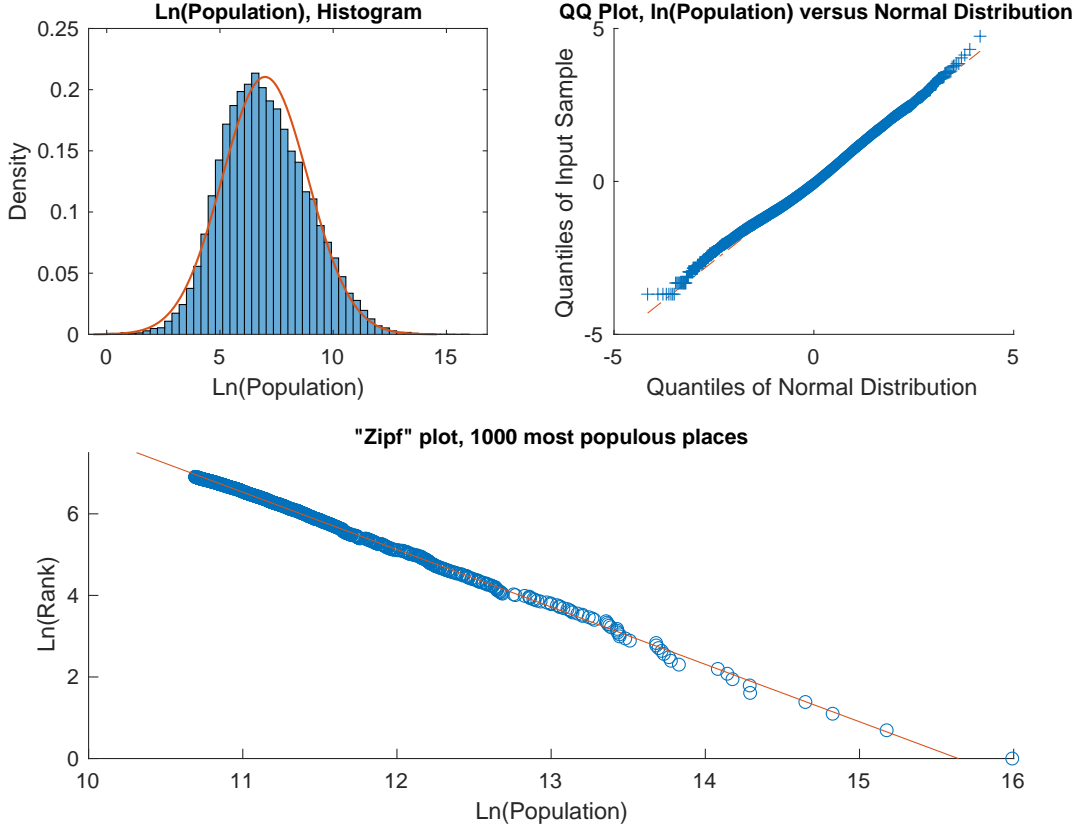 Ln(Population), Histogram
0.25
0.2
0.15
0.1
0.05
0
Density
0 5 10 15
Ln(Population)
QQ Plot, ln(Population) versus Normal Distribution
5
0
-5
Quantiles of Input Sample
-5 0 5
Quantiles of Normal Distribution
"Zipf" plot, 1000 most populous places
6
4
2
0
Ln(Rank)
10 11 12 13 14 15 16
Ln(Population)